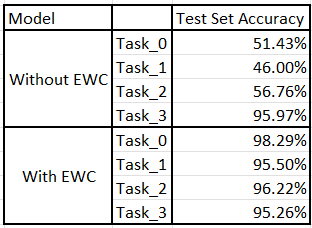 Model Test Set Accuracy
Without EWC
Task_0 51.43%
Task_1 46.00%
Task_2 56.76%
Task_3 95.97%
With EWC
Task_0 98.29%
Task_1 95.50%
Task_2 96.22%
Task_3 95.26%